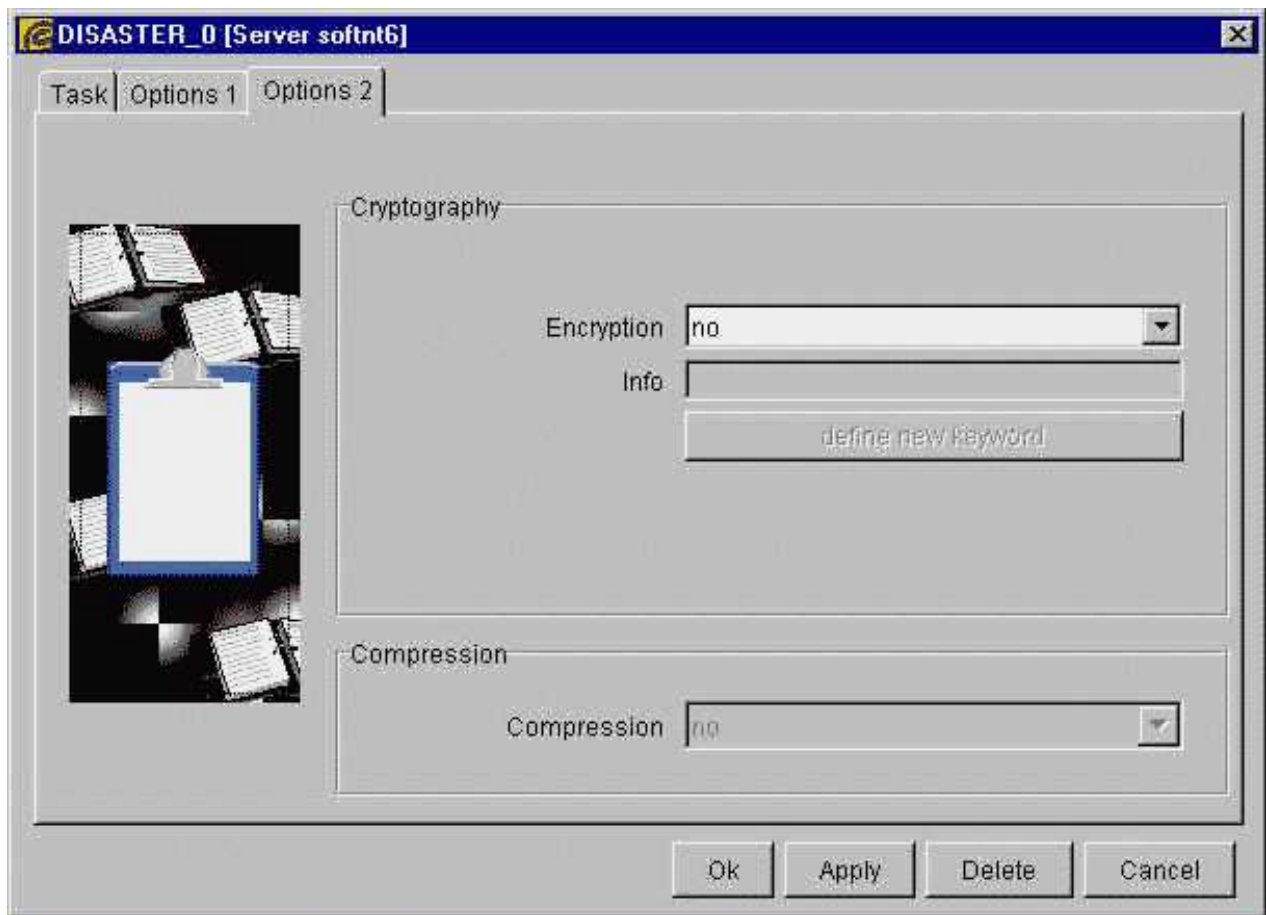 DISASTER_0 [Server softnt6]
Task Options 1 Options 2
Cryptography
Encryption no
Info
define new keyword
Compression
Compression no
Ok Apply Delete Cancel